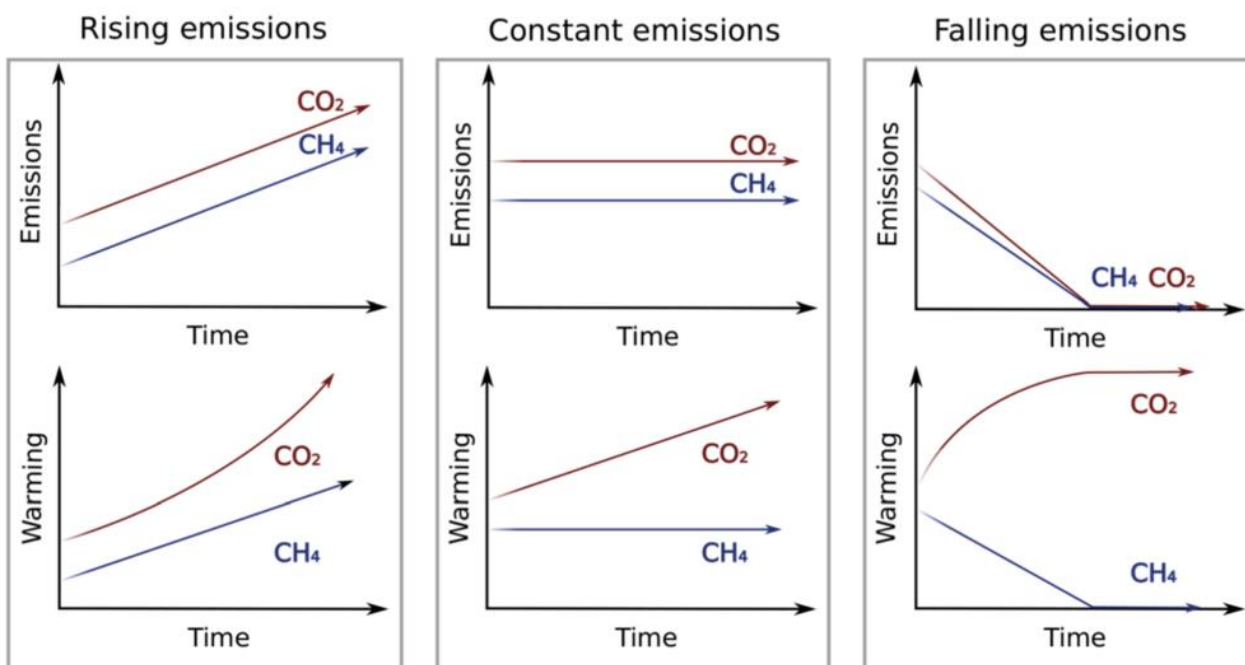 Rising emissions
Emissions
CO₂
CH₄
Time
Warming
CO₂
CH₄
Time
Constant emissions
Emissions
CO₂
CH₄
Time
Warming
CO₂
CH₄
Time
Falling emissions
Emissions
CH₄ CO₂
Time
Warming
CO₂
CH₄
Time